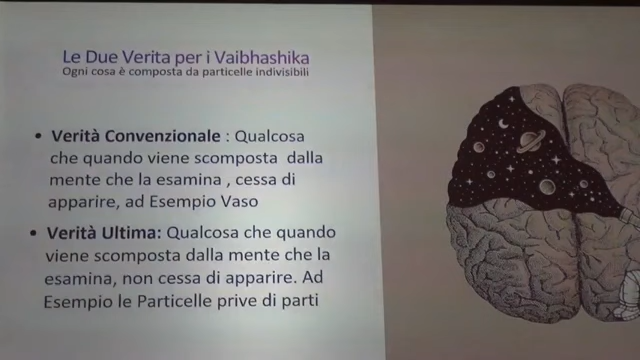 Le Due Verita per i Vaibhashika
Ogni cosa è composta da particelle indivisibili
• Verità Convenzionale : Qualcosa
che quando viene scomposta dalla
mente che la esamina , cessa di
apparire, ad Esempio Vaso
• Verità Ultima: Qualcosa che quando
viene scomposta dalla mente che la
esamina, non cessa di apparire. Ad
Esempio le Particelle prive di parti